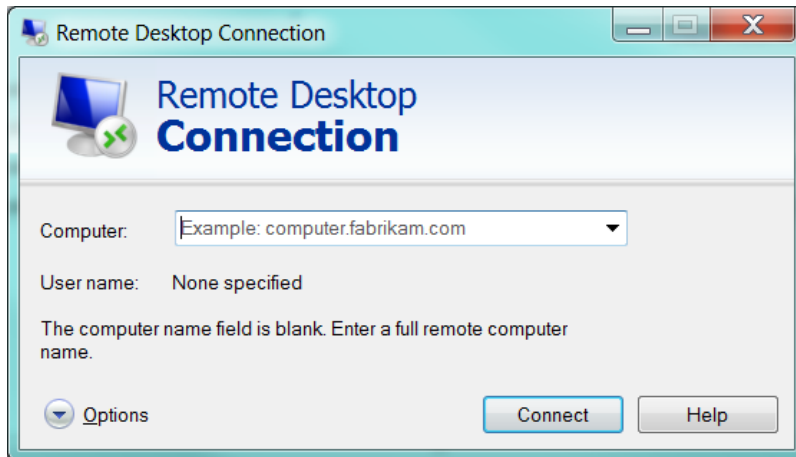 Remote Desktop Connection
Remote Desktop
Connection
Computer:
Example: computer.fabrikam.com
User name:
None specified
The computer name field is blank. Enter a full remote computer
name.
Options
Connect
Help